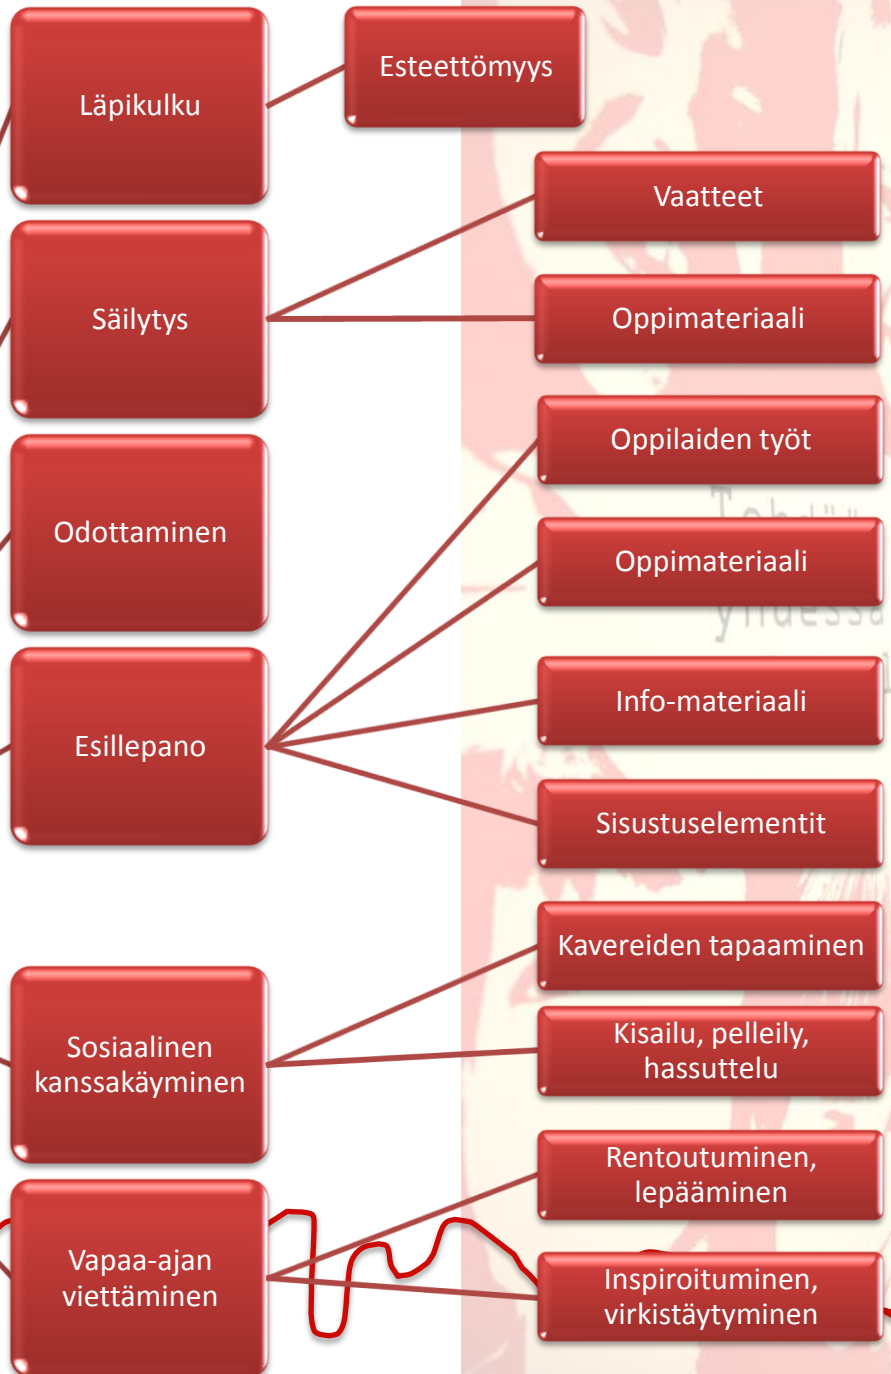 Läpikulku
Esteettömyys
Säilytys
Vaatteet
Oppimateriaali
Odottaminen
Esillepano
Oppilaiden työt
Oppimateriaali
Info-materiaali
Sisustuselementit
Sosiaalinen
kanssakäyminen
Kavereiden tapaaminen
Kisailu, pelleily,
hassuttelu
Vapaa-ajan
viettäminen
Rentoutuminen,
lepääminen
Inspiroituminen,
virkistäytyminen
yhdessä